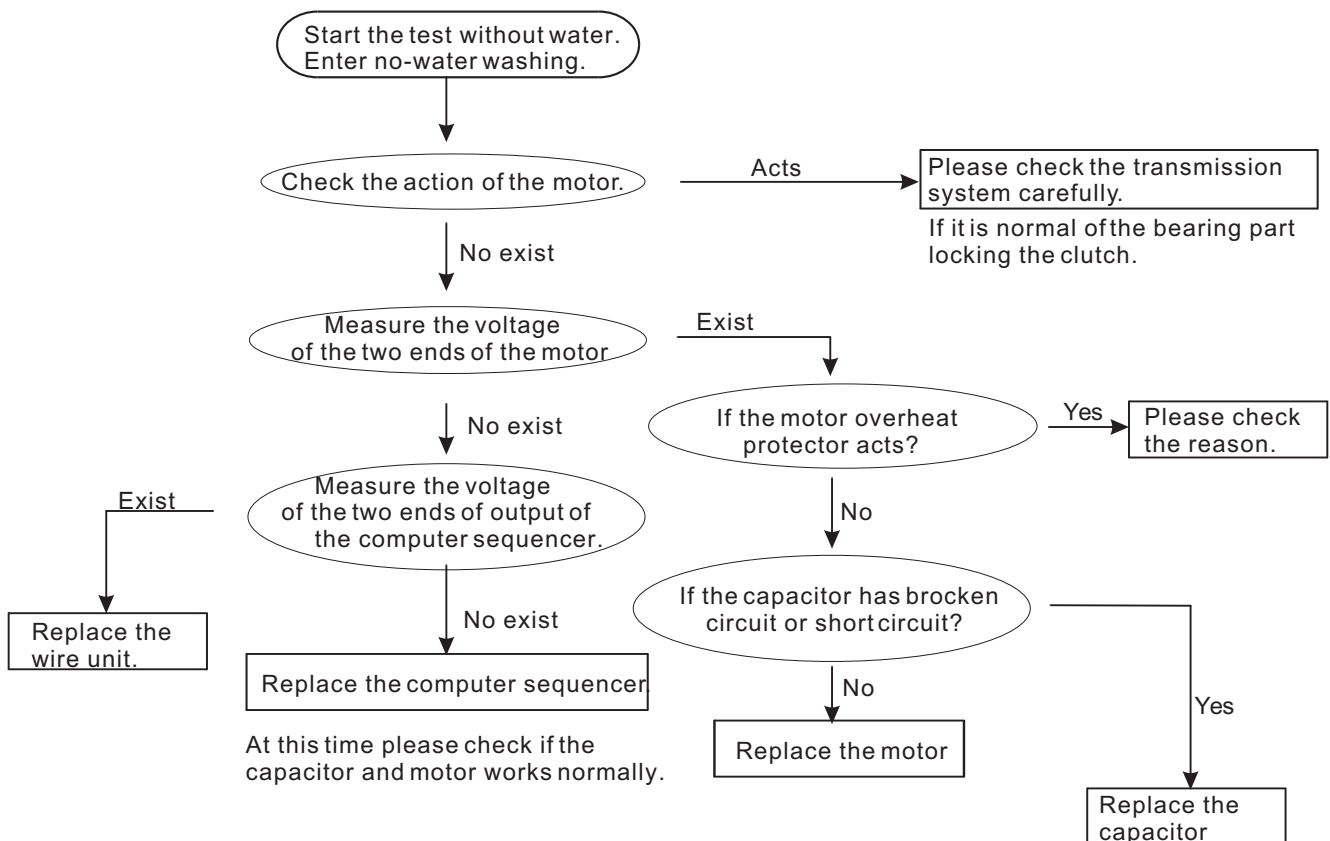 Start the test without water.
Enter no-water washing.
Check the action of the motor.
Acts
Please check the transmission
system carefully.
If it is normal of the bearing part
locking the clutch.
No exist
Measure the voltage
of the two ends of the motor
Exist
If the motor overheat
protector acts?
Yes
Please check
the reason.
No exist
Measure the voltage
of the two ends of output of
the computer sequencer.
Exist
No
If the capacitor has brocken
circuit or short circuit?
Replace the
wire unit.
No exist
Replace the computer sequencer.
At this time please check if the
capacitor and motor works normally.
No
Replace the motor
Yes
Replace the
capacitor